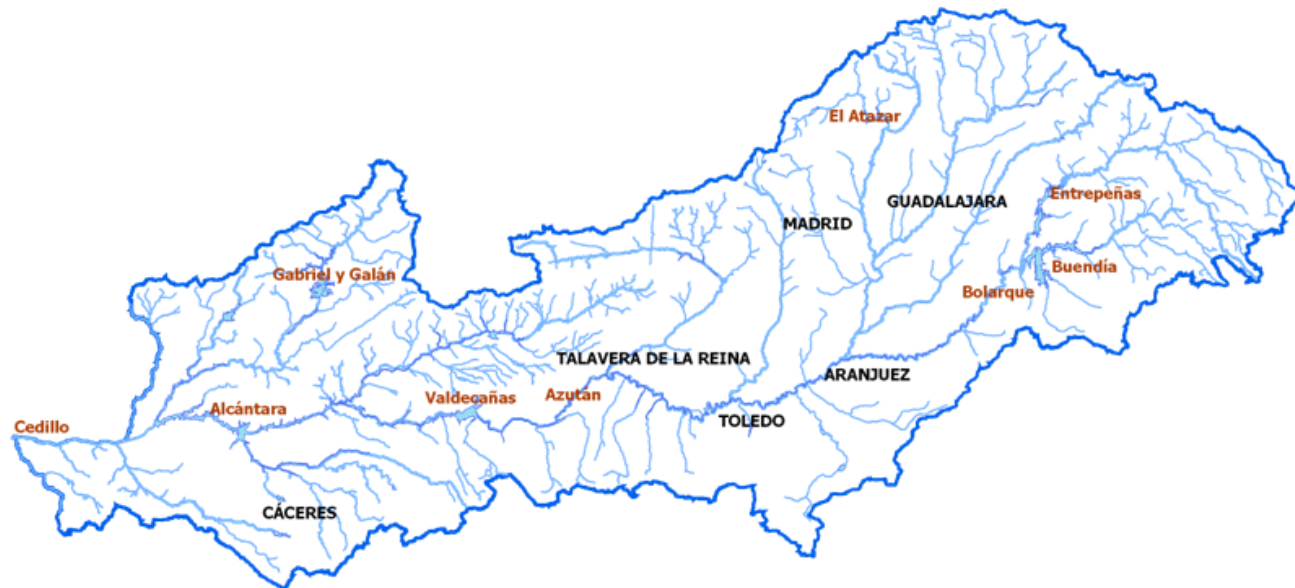 El Atazar
Entrepeñas
GUADALAJARA
MADRID
Gabriel y Galán
Buendía
Bolarque
TALAVERA DE LA REINA
ARANJUEZ
Valdecañas
Azután
Alcántara
TOLEDO
Cedillo
CÁCERES